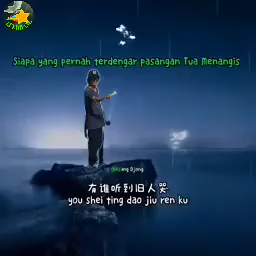 Siapa yang pernah terdengar pasangan Tua Menangis
有谁听到旧人哭
you shei ting dao jiu ren ku